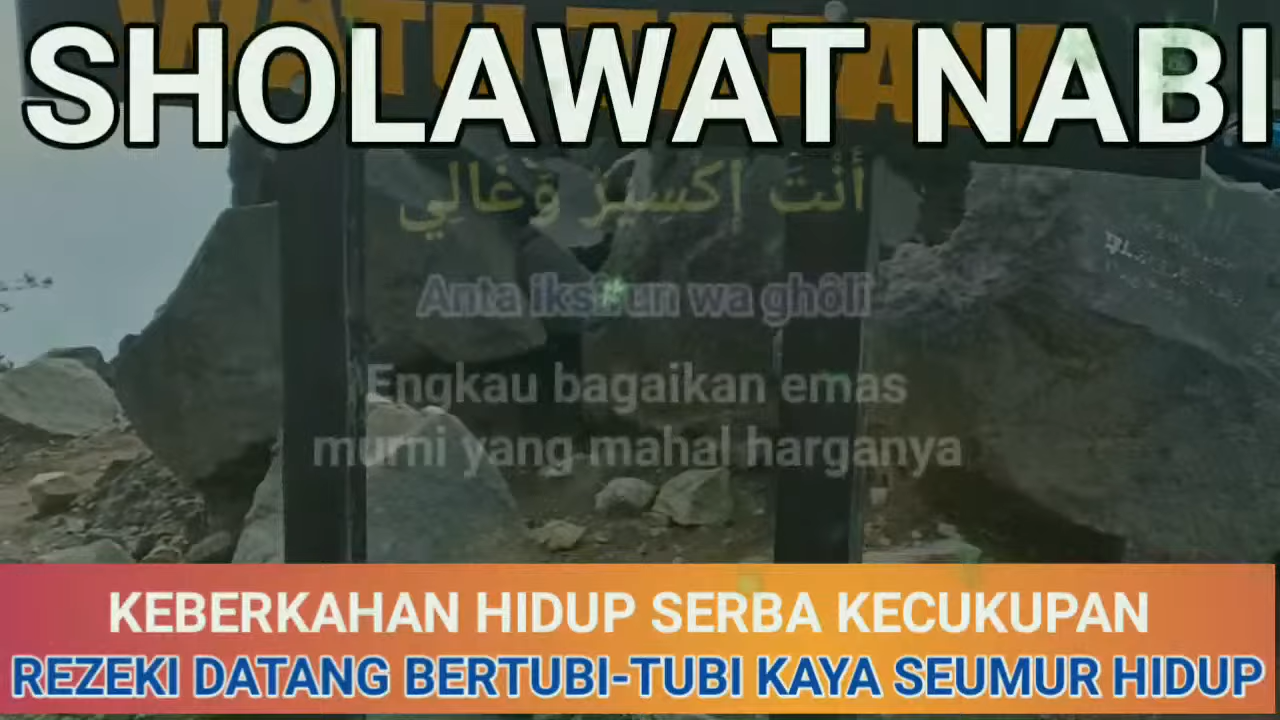 SHOLAWAT NABI
أَنْتَ إِكْسِيرٌ وَغَالِي
Anta iksirun wa ghôlî
Engkau bagaikan emas
murni yang mahal harganya
KEBERKAHAN HIDUP SERBA KECUKUPAN
REZEKI DATANG BERTUBI-TUBI KAYA SEUMUR HIDUP